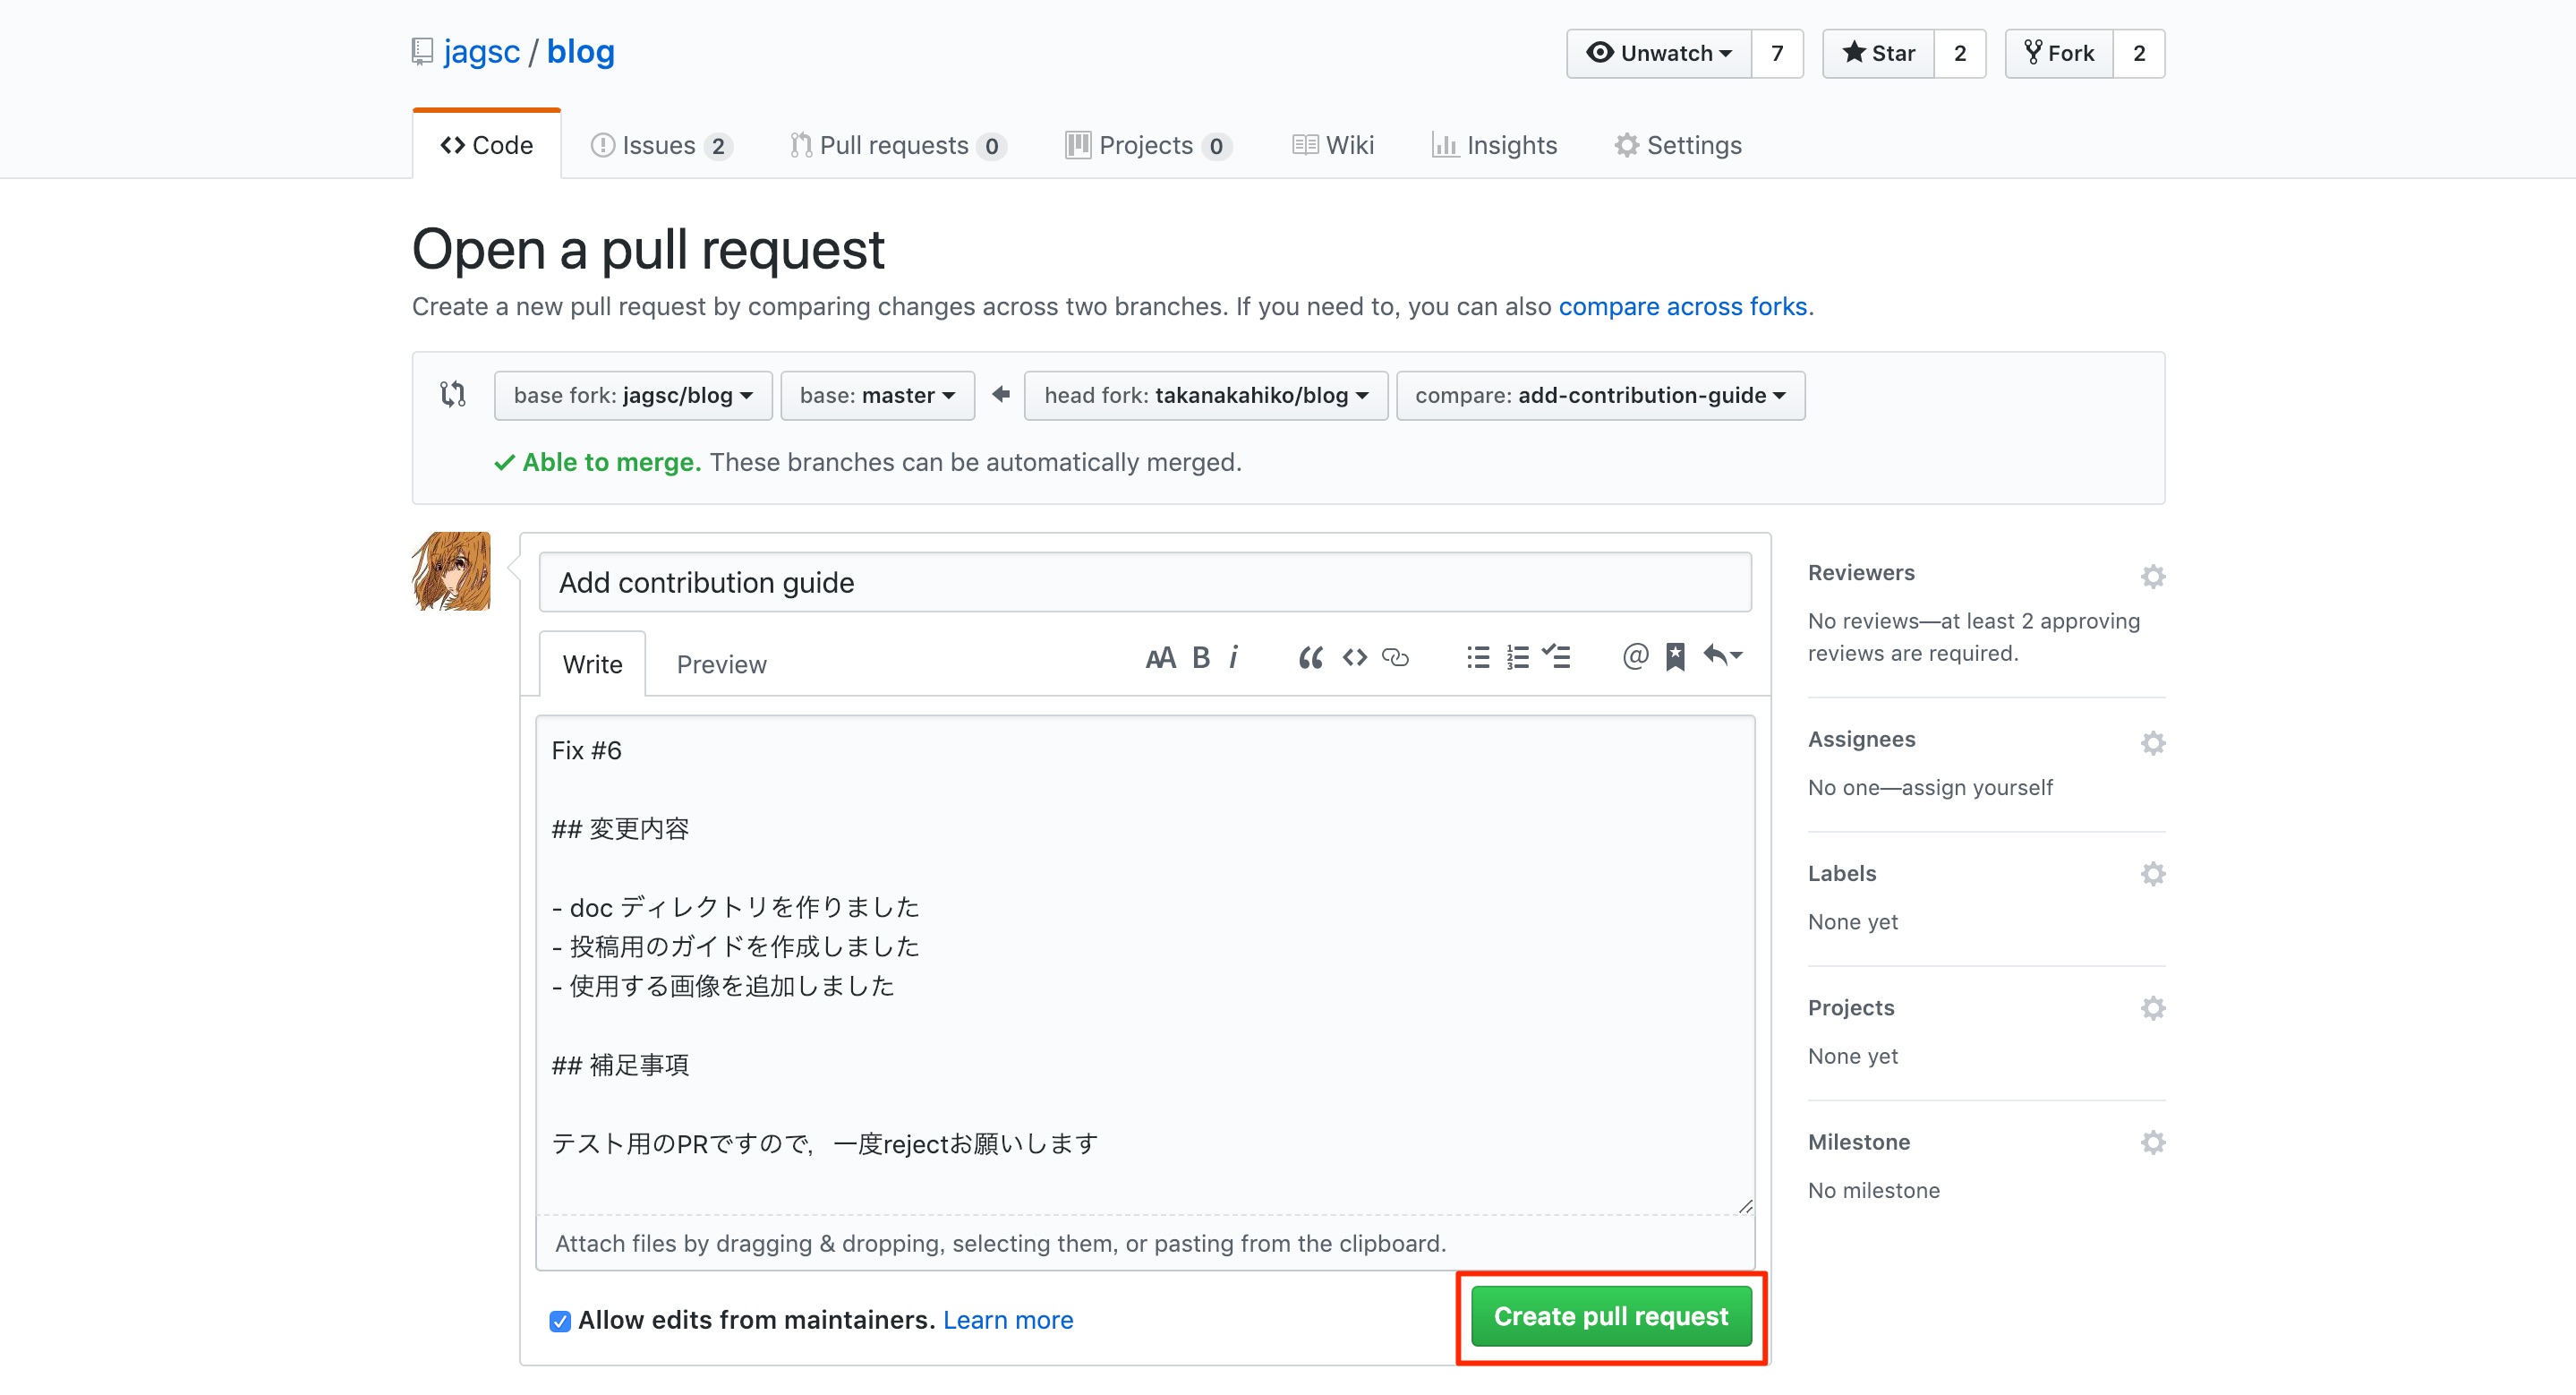 jagsc / blog
Unwatch 7 Star 2 Fork 2
Code Issues 2 Pull requests 0 Projects 0 Wiki Insights Settings
Open a pull request
Create a new pull request by comparing changes across two branches. If you need to, you can also compare across forks.
base fork: jagsc/blog base: master head fork: takanakahiko/blog compare: add-contribution-guide
Able to merge. These branches can be automatically merged.
Add contribution guide
Write Preview
Fix #6
## 変更内容
- doc ディレクトリを作りました
- 投稿用のガイドを作成しました
- 使用する画像を追加しました
## 補足事項
テスト用のPRですので，一度rejectお願いします
Attach files by dragging & dropping, selecting them, or pasting from the clipboard.
Allow edits from maintainers. Learn more
Create pull request
Reviewers
No reviews—at least 2 approving
reviews are required.
Assignees
No one—assign yourself
Labels
None yet
Projects
None yet
Milestone
No milestone